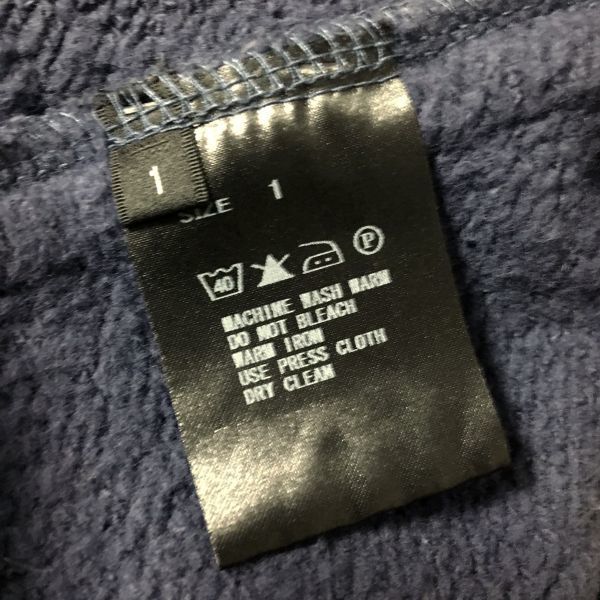 1
SIZE 1
40 P
MACHINE WASH WARM
DO NOT BLEACH
WARM IRON
USE PRESS CLOTH
DRY CLEAN